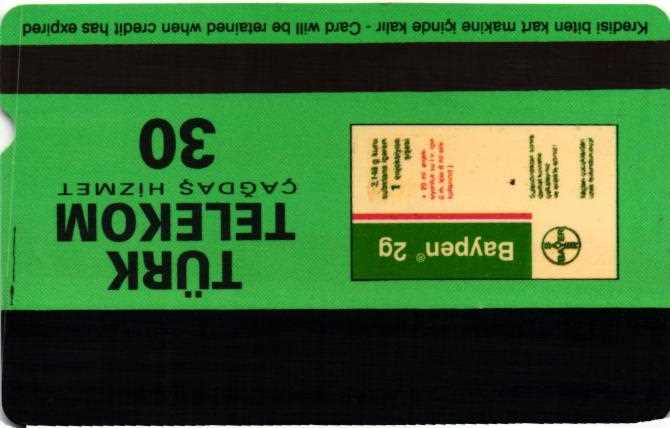 BAYER
Baypen® 2g
1
TÜRK
TELEKOM
ÇAĞDAŞ HİZMET
30
Kredisi biten kart makine içinde kalır - Card will be retained when credit has expired